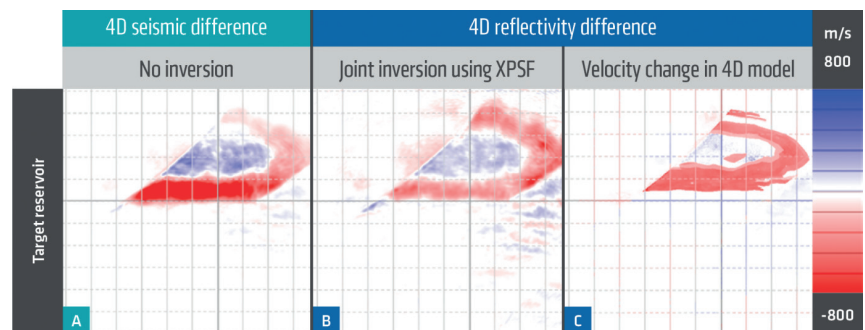 4D seismic difference
4D reflectivity difference
m/s
800
No inversion
Joint inversion using XPSF
Velocity change in 4D model
Target reservoir
A
B
C
-800